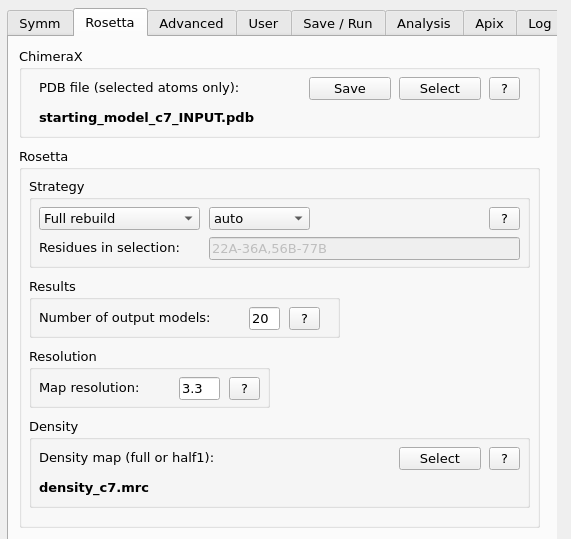 Symm Rosetta Advanced User Save / Run Analysis Apix Log
ChimeraX
PDB file (selected atoms only): Save Select ?
starting_model_c7_INPUT.pdb
Rosetta
Strategy
Full rebuild auto ?
Residues in selection: 22A-36A,56B-77B
Results
Number of output models: 20 ?
Resolution
Map resolution: 3.3 ?
Density
Density map (full or half1): Select ?
density_c7.mrc